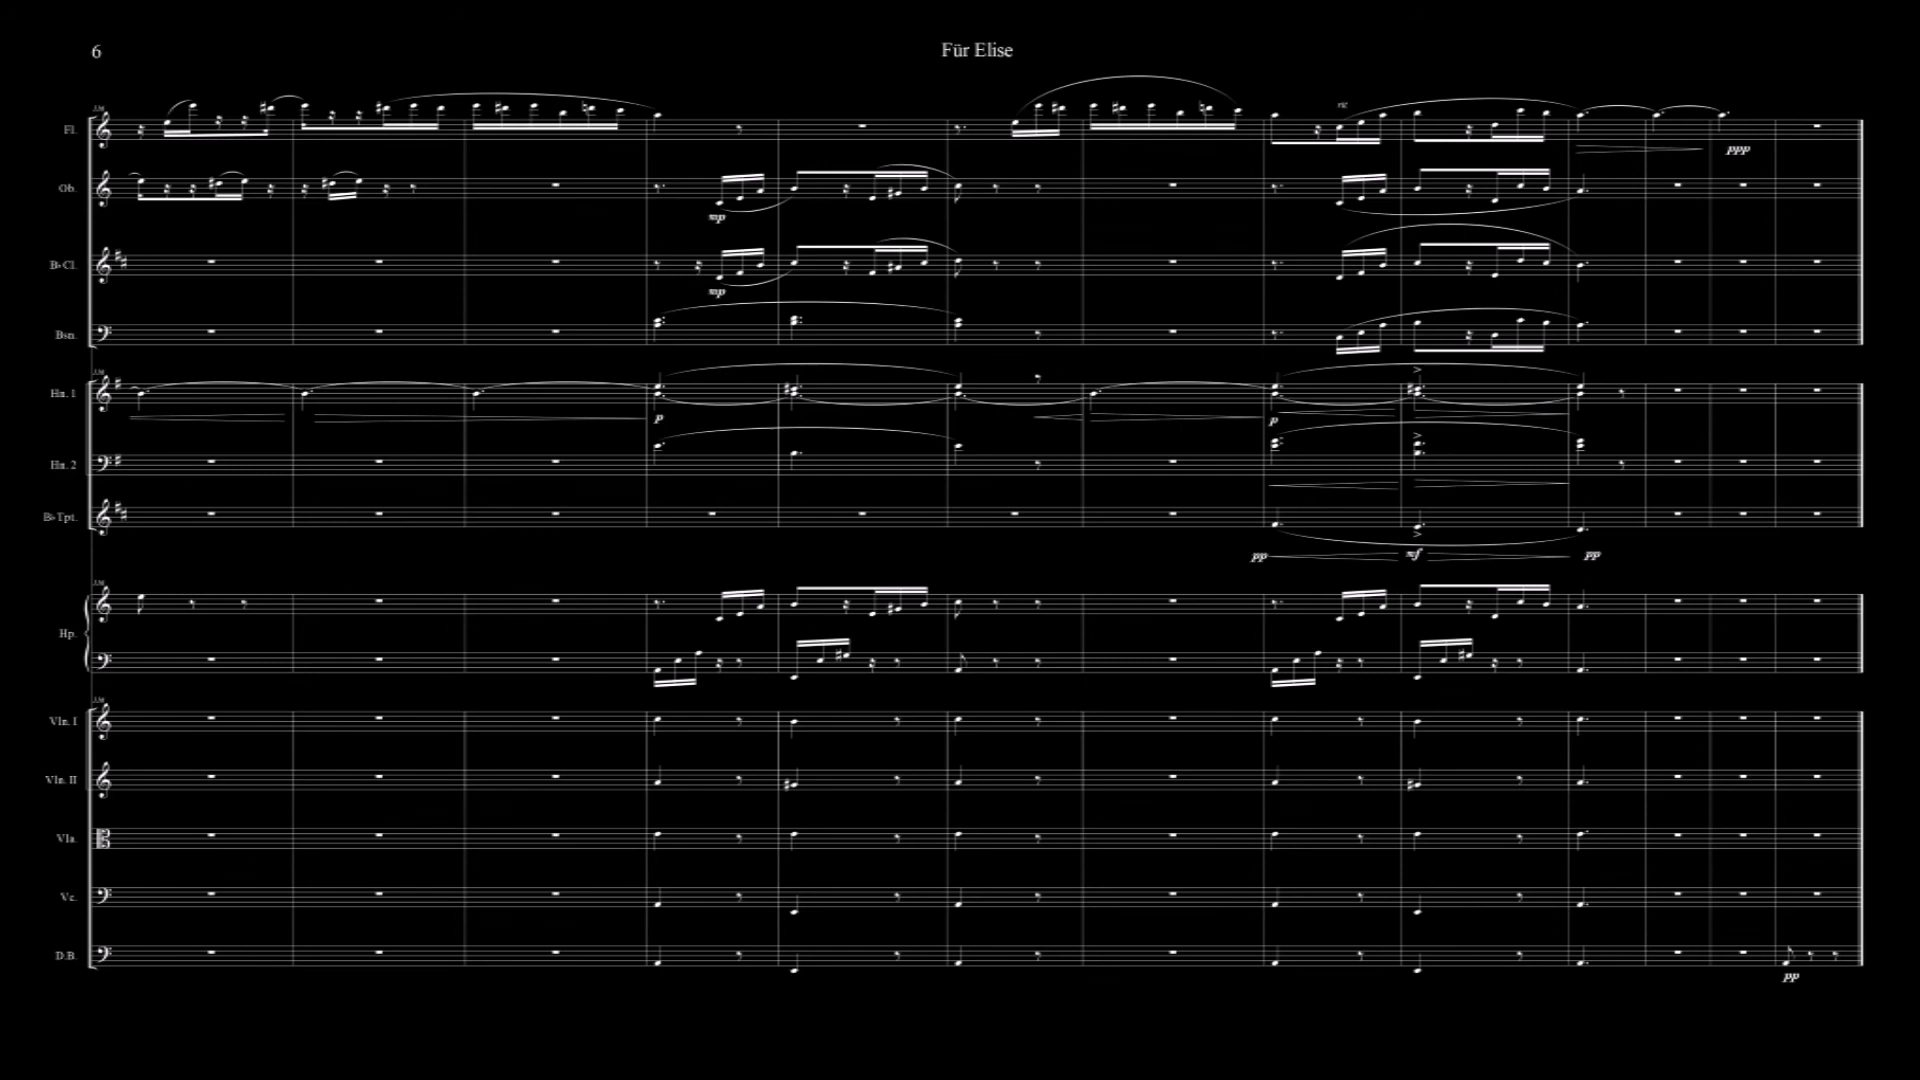 6
Für Elise
rit
Fl.
ppp
Ob.
mp
B♭ Cl.
mp
Bsn.
Hn. 1
p
p
Hn. 2
B♭ Tpt.
pp
mf
pp
Hp.
Vln. I
Vln. II
Vla.
Vc.
D.B.
pp